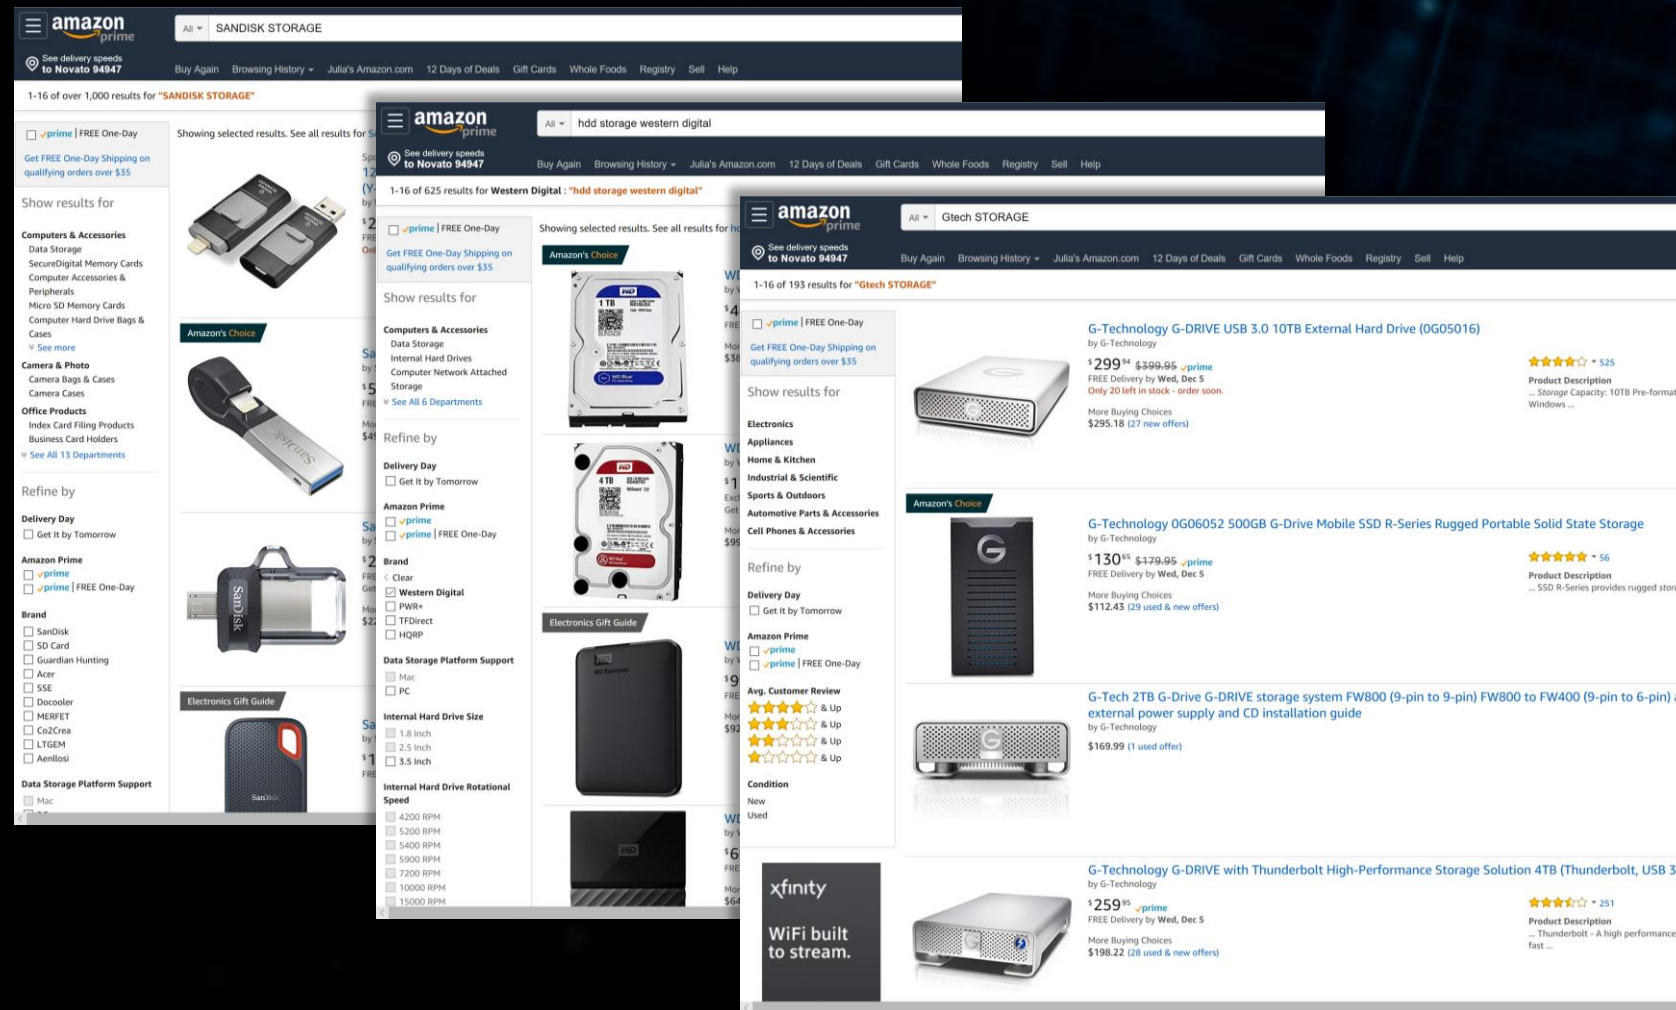 amazon
prime
All
SANDISK STORAGE
See delivery speeds
to Novato 94947
Buy Again Browsing History Julia's Amazon.com 12 Days of Deals Gift Cards Whole Foods Registry Sell Help
1-16 of over 1,000 results for "SANDISK STORAGE"
prime | FREE One-Day
Get FREE One-Day Shipping on
qualifying orders over $35
Show results for
Computers & Accessories
Data Storage
SecureDigital Memory Cards
Computer Accessories &
Peripherals
Micro SD Memory Cards
Computer Hard Drive Bags &
Cases
See more
Camera & Photo
Camera Bags & Cases
Camera Cases
Office Products
Index Card Filing Products
Business Card Holders
See All 13 Departments
Refine by
Delivery Day
Get It by Tomorrow
Amazon Prime
prime
prime | FREE One-Day
Brand
SanDisk
SD Card
Guardian Hunting
Acer
SSE
Docooler
MERFET
Co2Crea
LTGEM
Aenllosi
Data Storage Platform Support
Mac
Showing selected results. See all results for
Amazon's Choice
SanDisk
SanDisk
Electronics Gift Guide
SanDisk
amazon
prime
All
hdd storage western digital
See delivery speeds
to Novato 94947
Buy Again Browsing History Julia's Amazon.com 12 Days of Deals Gift Cards Whole Foods Registry Sell Help
1-16 of 625 results for Western Digital : "hdd storage western digital"
prime | FREE One-Day
Get FREE One-Day Shipping on
qualifying orders over $35
Show results for
Computers & Accessories
Data Storage
Internal Hard Drives
Computer Network Attached
Storage
See All 6 Departments
Refine by
Delivery Day
Get It by Tomorrow
Amazon Prime
prime
prime | FREE One-Day
Brand
Clear
Western Digital
PWR+
TFDirect
HQRP
Data Storage Platform Support
Mac
PC
Internal Hard Drive Size
1.8 Inch
2.5 Inch
3.5 Inch
Internal Hard Drive Rotational
Speed
4200 RPM
5200 RPM
5400 RPM
5900 RPM
7200 RPM
10000 RPM
15000 RPM
Showing selected results. See all results for
Amazon's Choice
WD
1 TB
WD Blue
WD
4 TB
WD Red
Electronics Gift Guide
WD
WD Elements
WD
amazon
prime
All
Gtech STORAGE
See delivery speeds
to Novato 94947
Buy Again Browsing History Julia's Amazon.com 12 Days of Deals Gift Cards Whole Foods Registry Sell Help
1-16 of 193 results for "Gtech STORAGE"
prime | FREE One-Day
Get FREE One-Day Shipping on
qualifying orders over $35
Show results for
Electronics
Appliances
Home & Kitchen
Industrial & Scientific
Sports & Outdoors
Automotive Parts & Accessories
Cell Phones & Accessories
Refine by
Delivery Day
Get It by Tomorrow
Amazon Prime
prime
prime | FREE One-Day
Avg. Customer Review
& Up
& Up
& Up
& Up
Condition
New
Used
xfinity
WiFi built
to stream.
G-Technology G-DRIVE USB 3.0 10TB External Hard Drive (0G05016)
by G-Technology
$299 94 $399.95 prime
FREE Delivery by Wed, Dec 5
Only 20 left in stock - order soon.
More Buying Choices
$295.18 (27 new offers)
525
Product Description
... Storage Capacity: 10TB Pre-format
Windows ...
Amazon's Choice
G-Technology 0G06052 500GB G-Drive Mobile SSD R-Series Rugged Portable Solid State Storage
by G-Technology
$130 65 $179.95 prime
FREE Delivery by Wed, Dec 5
More Buying Choices
$112.43 (29 used & new offers)
56
Product Description
... SSD R-Series provides rugged stor
G-Tech 2TB G-Drive G-DRIVE storage system FW800 (9-pin to 9-pin) FW800 to FW400 (9-pin to 6-pin) a
external power supply and CD installation guide
by G-Technology
$169.99 (1 used offer)
G-Technology G-DRIVE with Thunderbolt High-Performance Storage Solution 4TB (Thunderbolt, USB 3
by G-Technology
$259 95 prime
FREE Delivery by Wed, Dec 5
More Buying Choices
$198.22 (28 used & new offers)
251
Product Description
... Thunderbolt - A high performance
fast ...